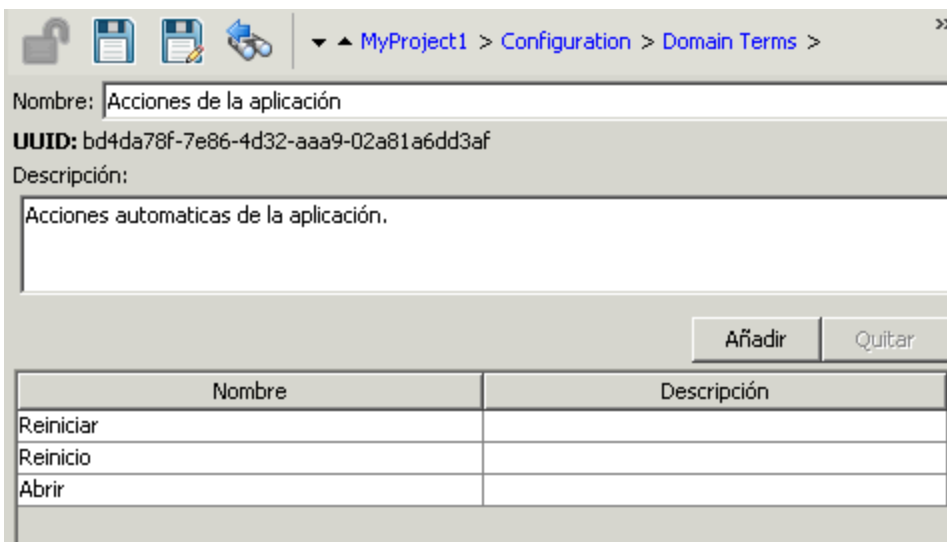 MyProject1 > Configuration > Domain Terms > »
Nombre: Acciones de la aplicación
UUID: bd4da78f-7e86-4d32-aaa9-02a81a6dd3af
Descripción:
Acciones automaticas de la aplicación.
Añadir Quitar
Nombre Descripción
Reiniciar
Reinicio
Abrir